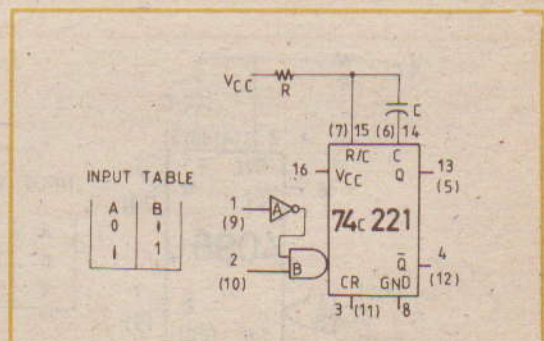 VCC R C
(7) 15 (6) 14
R/C C
16 VCC Q 13
(5)
INPUT TABLE
A B
0 1
1 1
1 A
(9)
74c 221
2 B
(10)
Q̄ 4
(12)
CR GND
3 (11) 8